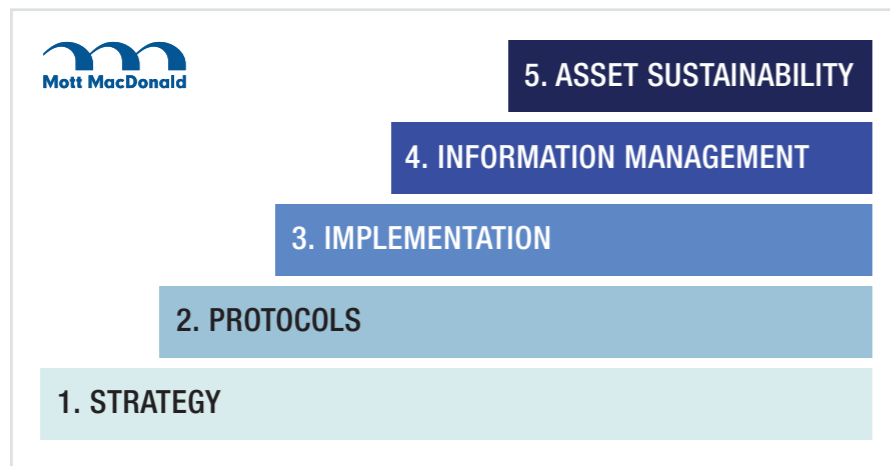 Mott MacDonald
5. ASSET SUSTAINABILITY
4. INFORMATION MANAGEMENT
3. IMPLEMENTATION
2. PROTOCOLS
1. STRATEGY